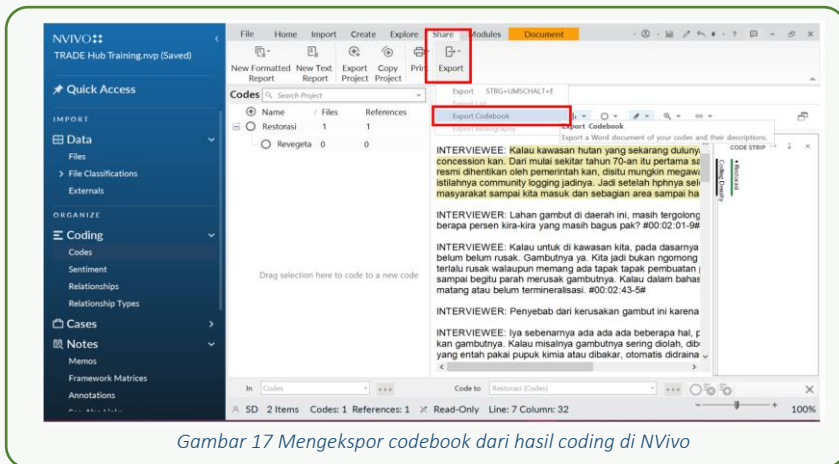 NVIVO
TRADE Hub Training.nvp (Saved)
Quick Access
IMPORT
Data
Files
File Classifications
Externals
ORGANIZE
Coding
Codes
Sentiment
Relationships
Relationship Types
Cases
Notes
Memos
Framework Matrices
Annotations
File Home Import Create Explore Share Modules Document
New Formatted Report
New Text Report
Export Project
Copy Project
Print
Export
Codes Search Project
Name / Files References
Restorasi 1 1
Revegeta 0 0
Drag selection here to code to a new code
Export STRG+UMSCHALT+E
Export List
Export Codebook
Export Bibliography
Export Codebook
Export a Word document of your codes and their descriptions.
INTERVIEWEE: Kalau kawasan hutan yang sekarang duluny
concession kan. Dari mulai sekitar tahun 70-an itu pertama sa
resmi dihentikan oleh pemerintah kan, disitu mungkin megaw
istilahnya community logging jadinya. Jadi setelah hphnya sel
masyarakat sampai kita masuk dan sebagian area sampai ha
INTERVIEWER: Lahan gambut di daerah ini, masih tergolong
berapa persen kira-kira yang masih bagus pak? #00:02:01-9#
INTERVIEWEE: Kalau untuk di kawasan kita, pada dasarnya
belum belum rusak. Gambutnya ya. Kita jadi bukan ngomong
terlalu rusak walaupun memang ada tapak tapak pembuatan
sampai begitu parah merusak gambutnya. Kalau dalam bahas
matang atau belum termineralisasi. #00:02:43-5#
INTERVIEWER: Penyebab dari kerusakan gambut ini karena
INTERVIEWEE: Iya sebenarnya ada ada ada beberapa hal, p
kan gambutnya. Kalau misalnya gambutnya sering diolah, dib
yang entah pakai pupuk kimia atau dibakar, otomatis didraina
CODE STRIP
Coding Density
Restorasi
In Codes
Code to Restorasi (Codes)
SD 2 Items Codes: 1 References: 1 Read-Only Line: 7 Column: 32
100%
Gambar 17 Mengekspor codebook dari hasil coding di NVivo